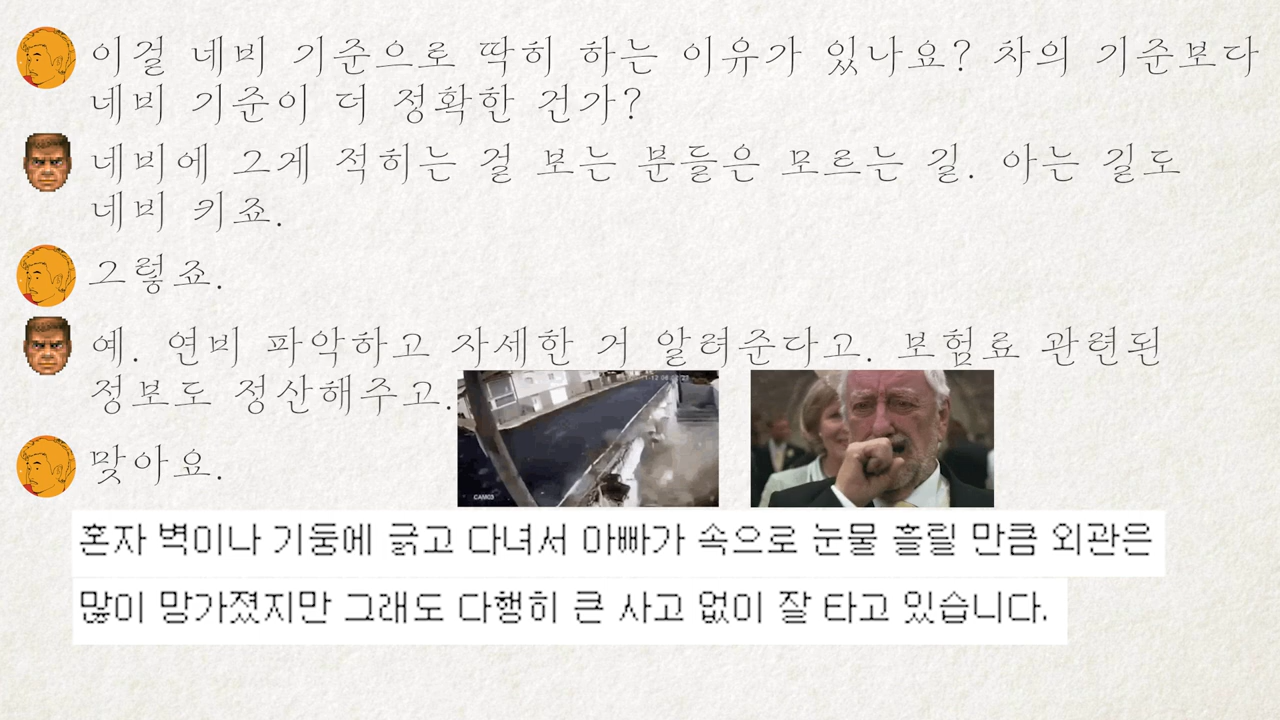 이걸 네비 기준으로 딱히 하는 이유가 있나요? 차의 기준보다
네비 기준이 더 정확한 건가?
네비에 그게 적히는 걸 보는 분들은 모르는 길. 아는 길도
네비 키죠.
그렇죠.
예. 연비 파악하고 자세한 거 알려준다고. 보험료 관련된
정보도 정산해주고.
맞아요.
CAM03
혼자 벽이나 기둥에 긁고 다녀서 아빠가 속으로 눈물 흘릴 만큼 외관은
많이 망가졌지만 그래도 다행히 큰 사고 없이 잘 타고 있습니다.